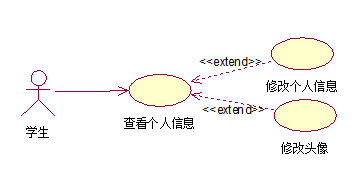 <<extend>>
修改个人信息
学生
查看个人信息
<<extend>>
修改头像